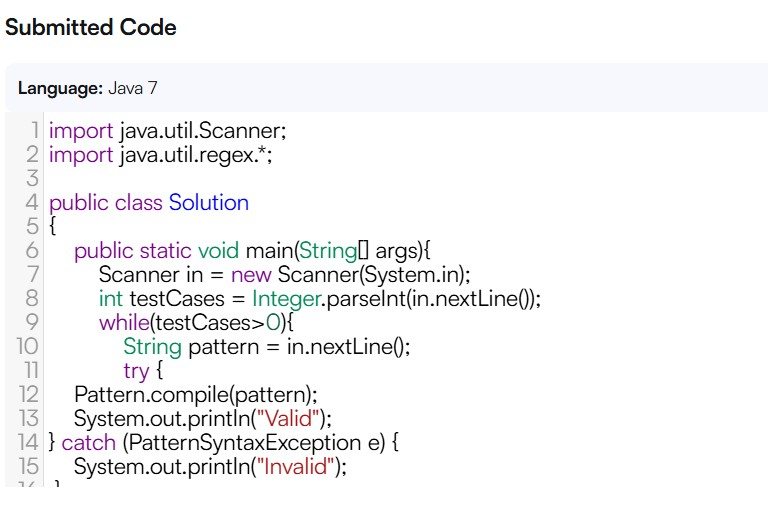 Submitted Code
Language: Java 7
1 import java.util.Scanner;
2 import java.util.regex.*;
3
4 public class Solution
5 {
6 public static void main(String[] args){
7 Scanner in = new Scanner(System.in);
8 int testCases = Integer.parseInt(in.nextLine());
9 while(testCases>0){
10 String pattern = in.nextLine();
11 try {
12 Pattern.compile(pattern);
13 System.out.println("Valid");
14 } catch (PatternSyntaxException e) {
15 System.out.println("Invalid");